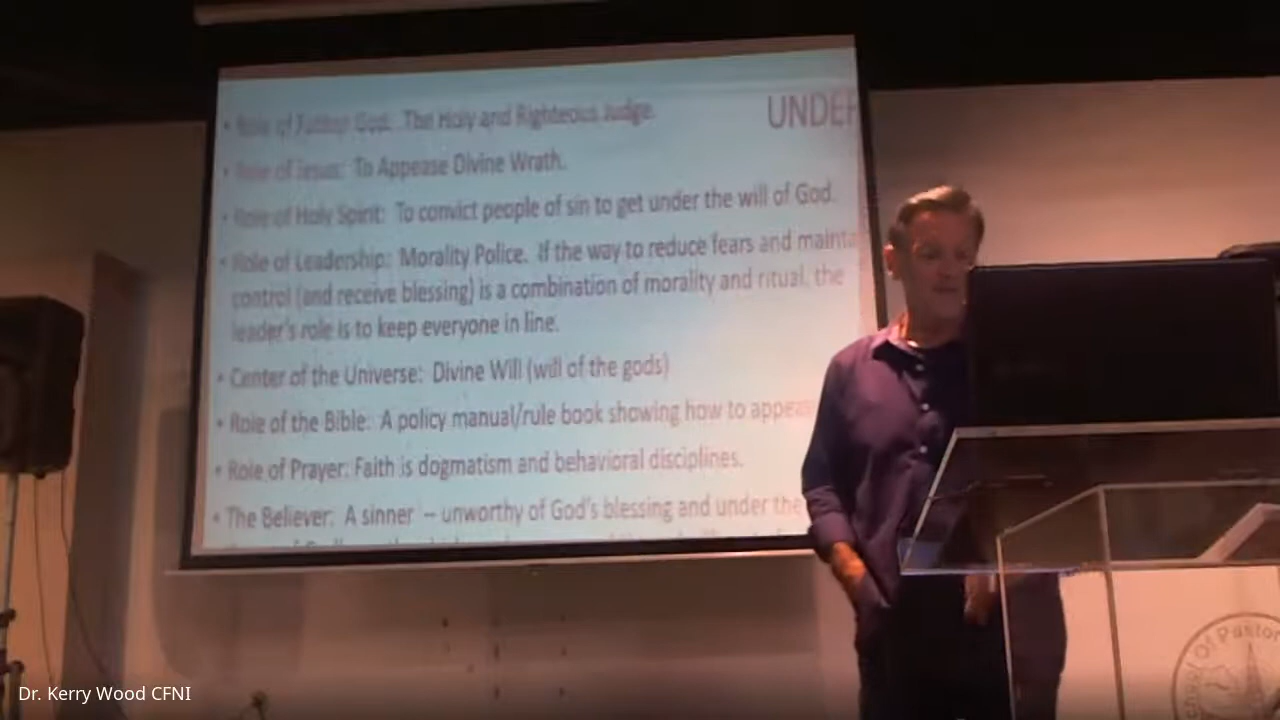 UNDER
• Role of Father God: The Holy and Righteous Judge.
• Role of Jesus: To Appease Divine Wrath.
• Role of Holy Spirit: To convict people of sin to get under the will of God.
• Role of Leadership: Morality Police. If the way to reduce fears and mainta
control (and receive blessing) is a combination of morality and ritual, the
leader's role is to keep everyone in line.
• Center of the Universe: Divine Will (will of the gods)
• Role of the Bible: A policy manual/rule book showing how to appeas
• Role of Prayer: Faith is dogmatism and behavioral disciplines.
• The Believer: A sinner – unworthy of God's blessing and under the
Of Pastor
Dr. Kerry Wood CFNI